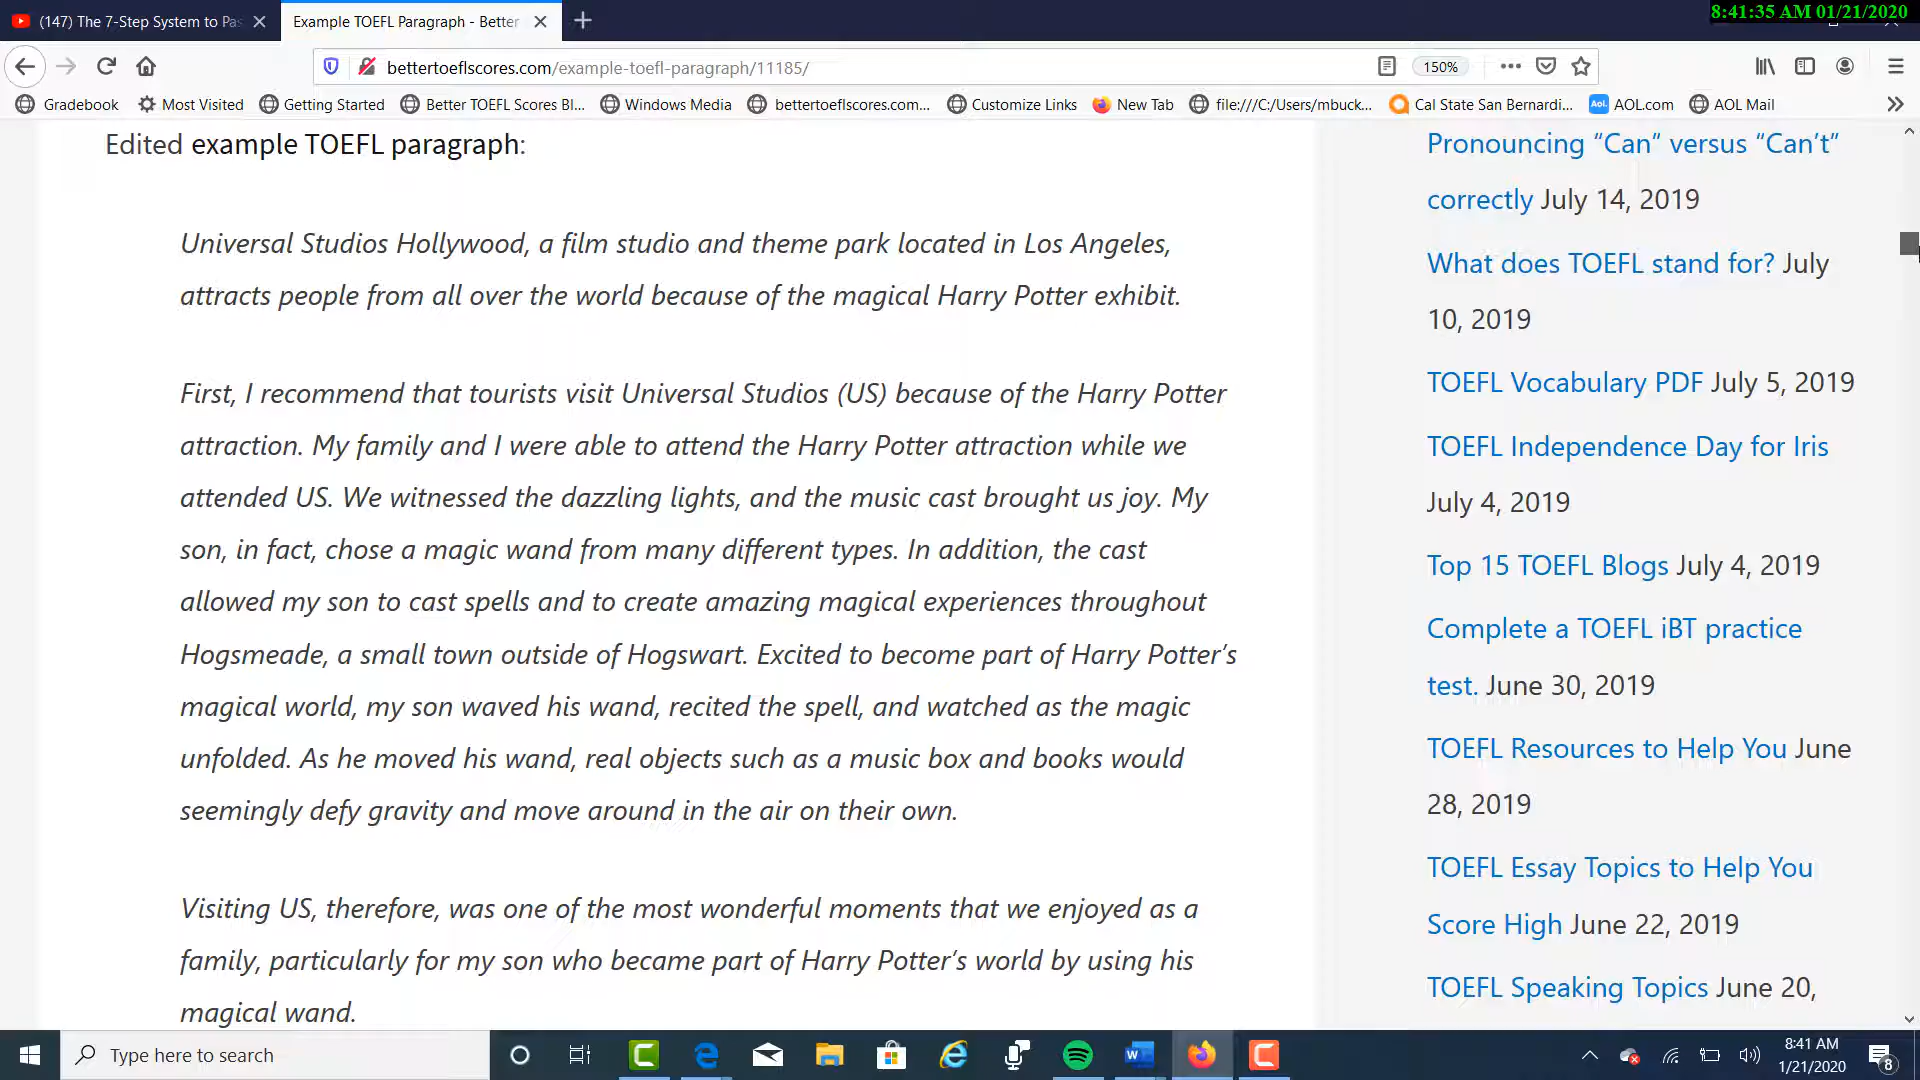 8:41:35 AM 01/21/2020
(147) The 7-Step System to Pas
Example TOEFL Paragraph - Better
bettertoeflscores.com/example-toefl-paragraph/11185/
150%
Gradebook
Most Visited
Getting Started
Better TOEFL Scores Bl...
Windows Media
bettertoeflscores.com...
Customize Links
New Tab
file:///C:/Users/mbuck...
Cal State San Bernardi...
AOL.com
AOL Mail
Edited example TOEFL paragraph:
Universal Studios Hollywood, a film studio and theme park located in Los Angeles,
attracts people from all over the world because of the magical Harry Potter exhibit.
First, I recommend that tourists visit Universal Studios (US) because of the Harry Potter
attraction. My family and I were able to attend the Harry Potter attraction while we
attended US. We witnessed the dazzling lights, and the music cast brought us joy. My
son, in fact, chose a magic wand from many different types. In addition, the cast
allowed my son to cast spells and to create amazing magical experiences throughout
Hogsmeade, a small town outside of Hogswart. Excited to become part of Harry Potter’s
magical world, my son waved his wand, recited the spell, and watched as the magic
unfolded. As he moved his wand, real objects such as a music box and books would
seemingly defy gravity and move around in the air on their own.
Visiting US, therefore, was one of the most wonderful moments that we enjoyed as a
family, particularly for my son who became part of Harry Potter’s world by using his
magical wand.
Pronouncing “Can” versus “Can’t”
correctly July 14, 2019
What does TOEFL stand for? July
10, 2019
TOEFL Vocabulary PDF July 5, 2019
TOEFL Independence Day for Iris
July 4, 2019
Top 15 TOEFL Blogs July 4, 2019
Complete a TOEFL iBT practice
test. June 30, 2019
TOEFL Resources to Help You June
28, 2019
TOEFL Essay Topics to Help You
Score High June 22, 2019
TOEFL Speaking Topics June 20,
Type here to search
8:41 AM
1/21/2020
8